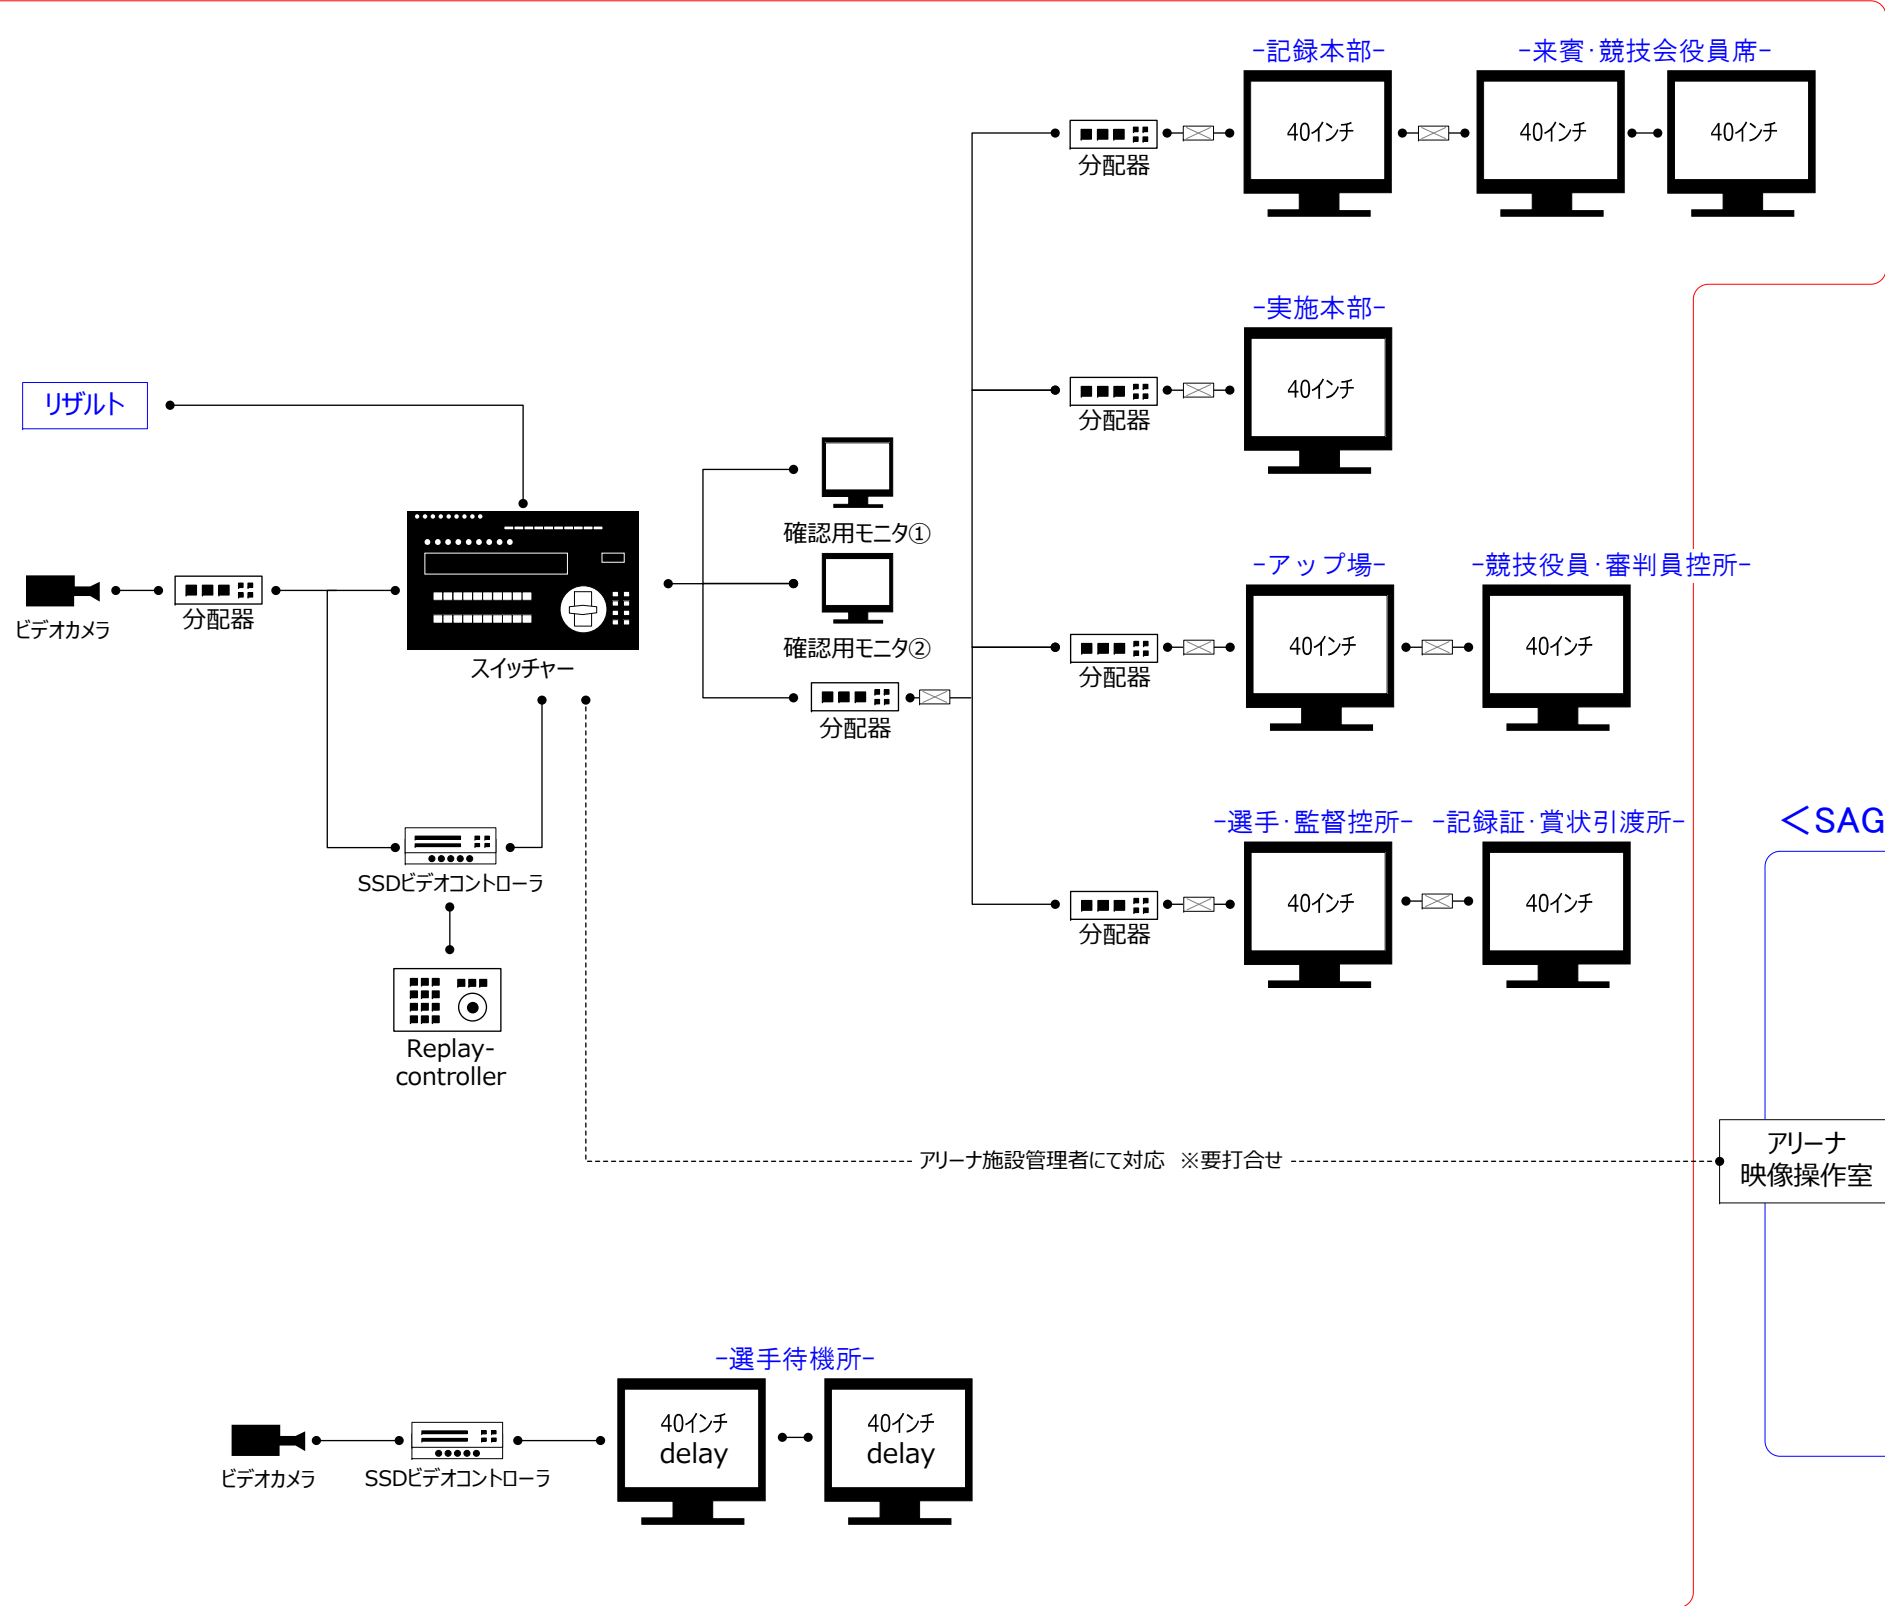 -記録本部-
-来賓・競技会役員席-
40インチ
40インチ
40インチ
分配器
-実施本部-
40インチ
分配器
リザルト
確認用モニタ①
-アップ場-
-競技役員・審判員控所-
ビデオカメラ
分配器
確認用モニタ②
40インチ
40インチ
スイッチャー
分配器
分配器
-選手・監督控所-
-記録証・賞状引渡所-
<SAG
SSDビデオコントローラ
40インチ
40インチ
分配器
Replay-
controller
アリーナ施設管理者にて対応 ※要打合せ
アリーナ
映像操作室
-選手待機所-
40インチ
delay
40インチ
delay
ビデオカメラ
SSDビデオコントローラ